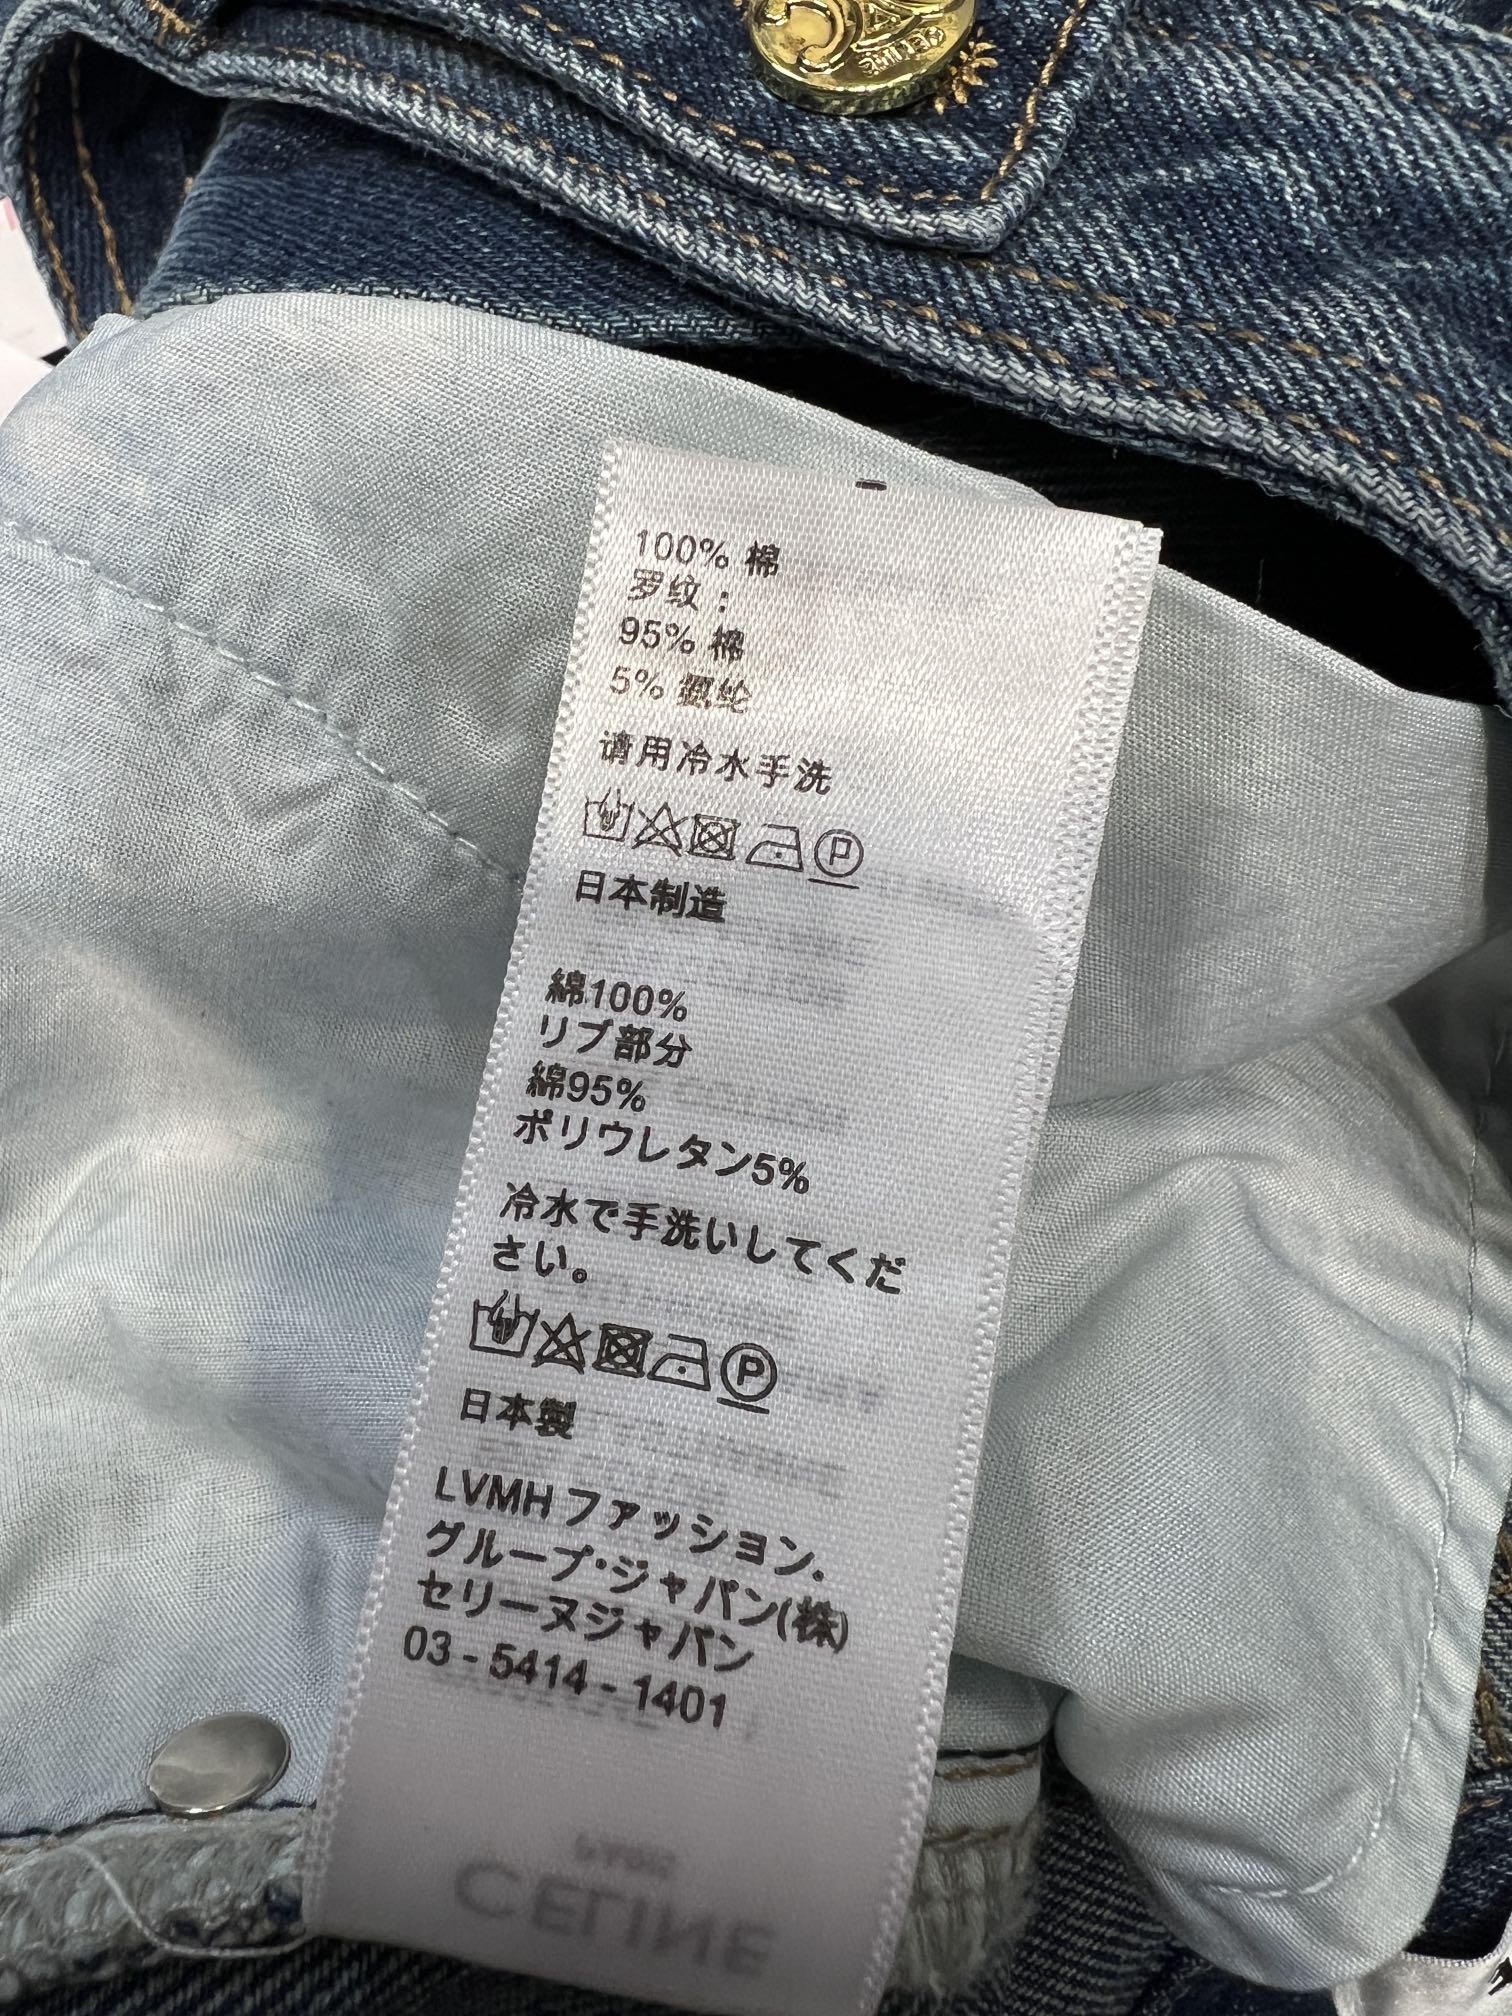 CELINE
100% 棉
罗纹:
95% 棉
5% 氨纶
请用冷水手洗
P
日本制造
綿100%
リブ部分
綿95%
ポリウレタン5%
冷水で手洗いしてくだ
さい。
P
日本製
LVMH ファッション.
グループ・ジャパン(株)
セリーヌジャパン
03 - 5414 - 1401
CELINE